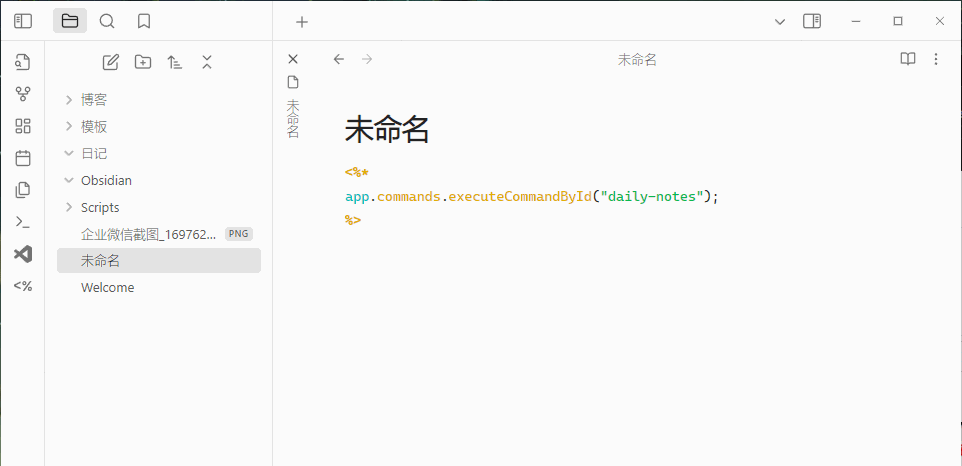 未命名
博客
模板
日记
Obsidian
Scripts
企业微信截图_169762... PNG
未命名
Welcome
<%
未命名
未命名
<%*
app.commands.executeCommandById("daily-notes");
%>